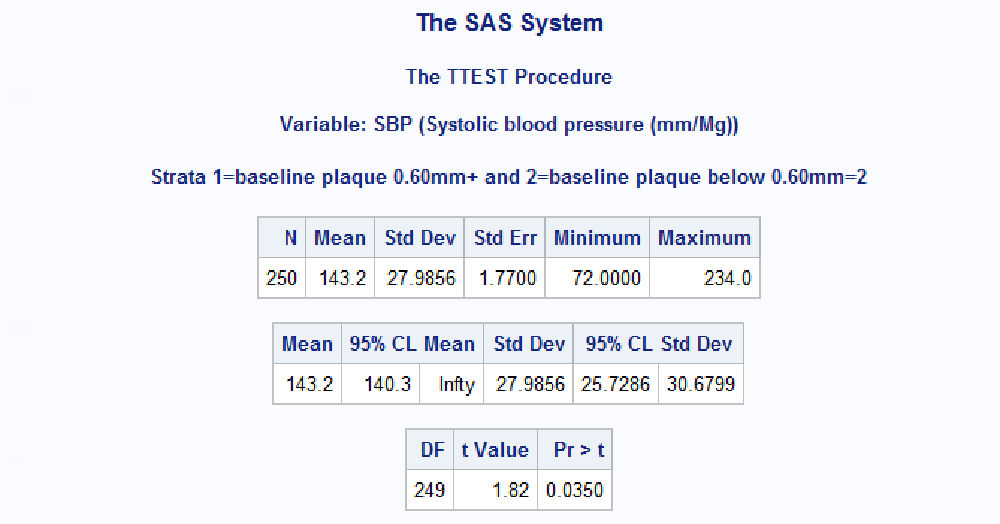 The SAS System
The TTEST Procedure
Variable: SBP (Systolic blood pressure (mm/Mg))
Strata 1=baseline plaque 0.60mm+ and 2=baseline plaque below 0.60mm=2
N Mean Std Dev Std Err Minimum Maximum
250 143.2 27.9856 1.7700 72.0000 234.0
Mean 95% CL Mean Std Dev 95% CL Std Dev
143.2 140.3 Infty 27.9856 25.7286 30.6799
DF t Value Pr > t
249 1.82 0.0350